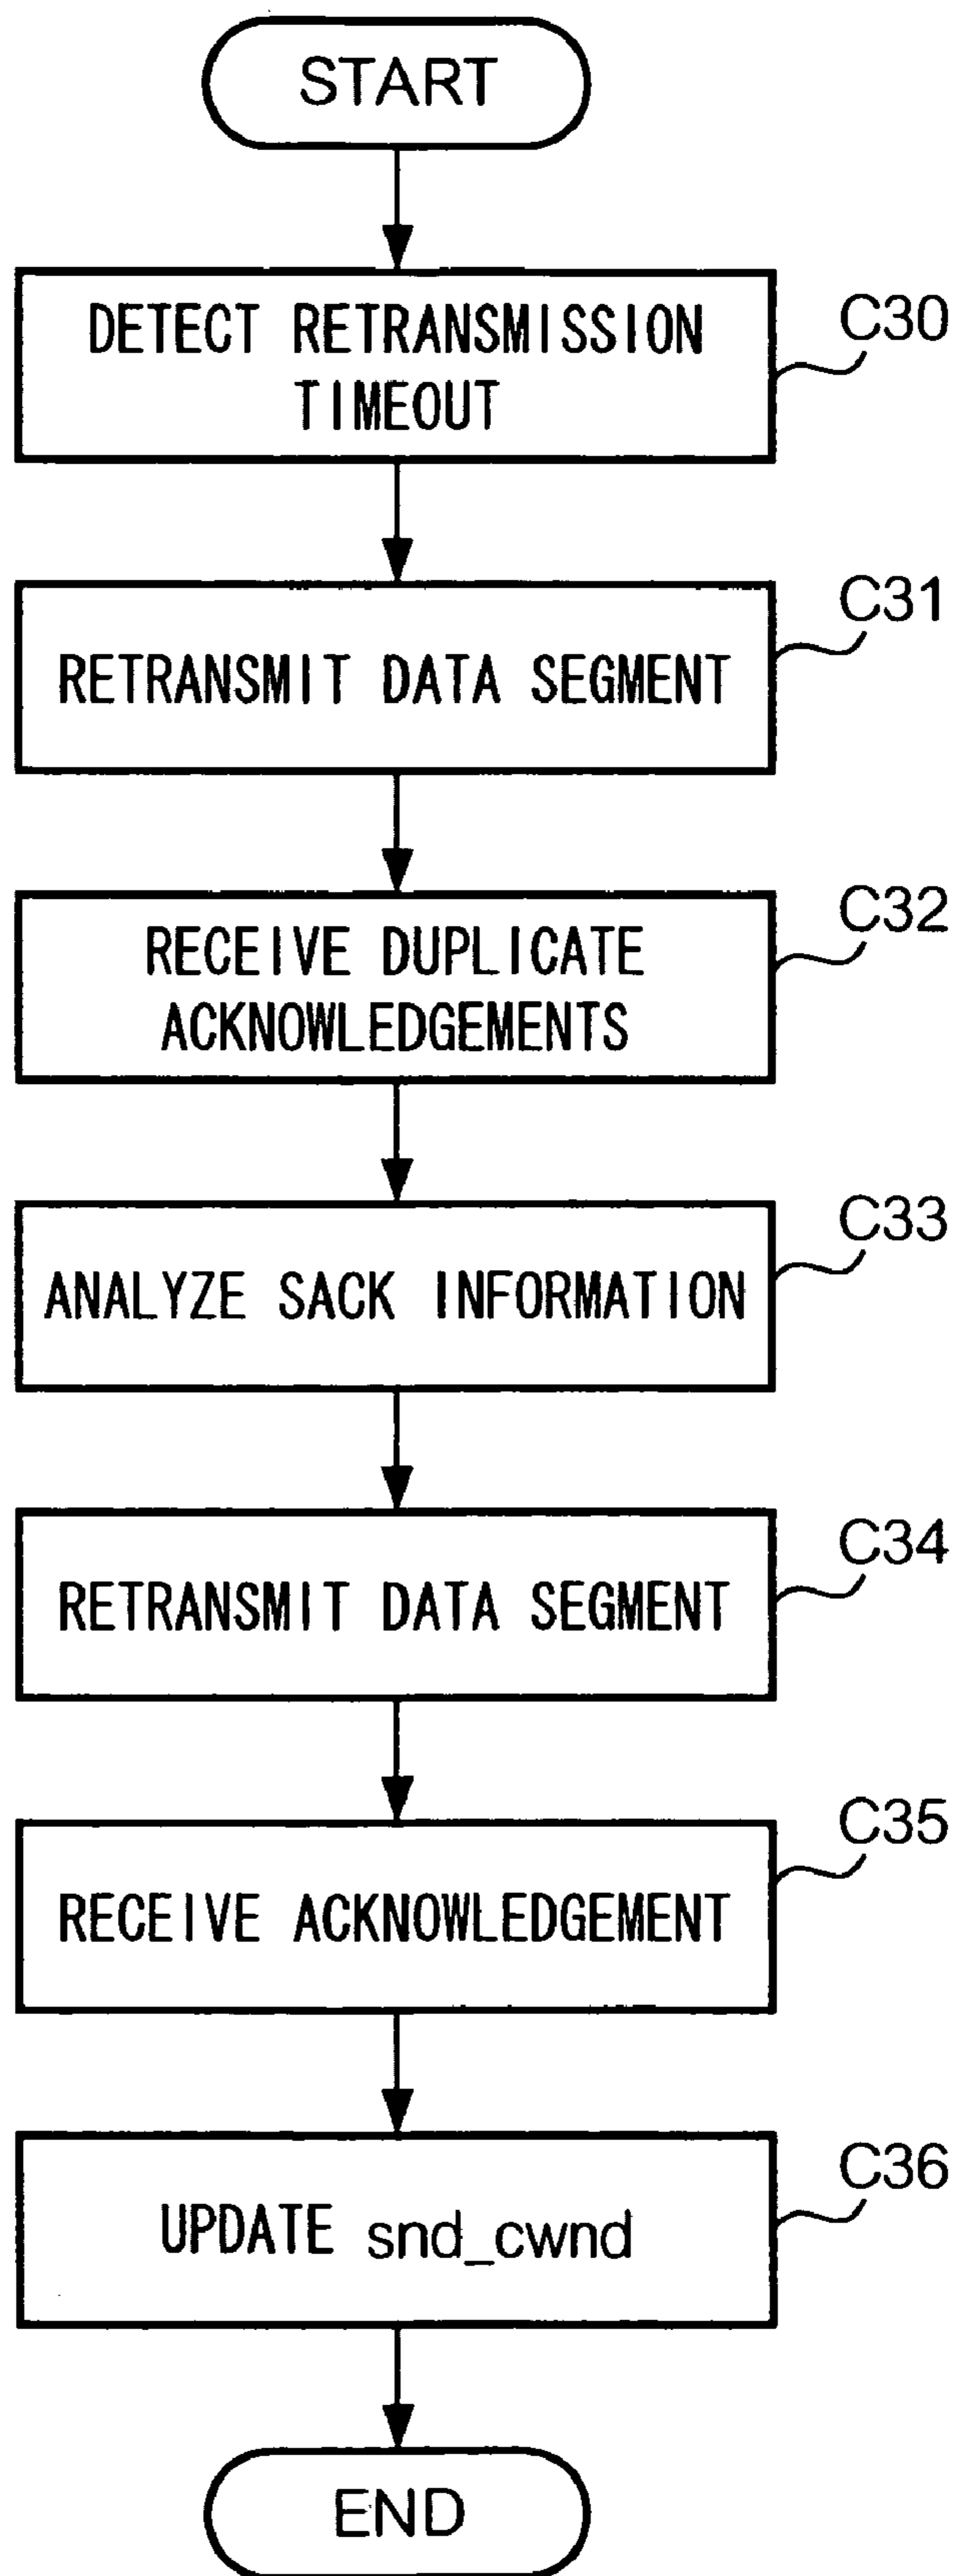 START
DETECT RETRANSMISSION
TIMEOUT
C30
RETRANSMIT DATA SEGMENT
C31
RECEIVE DUPLICATE
ACKNOWLEDGEMENTS
C32
ANALYZE SACK INFORMATION
C33
RETRANSMIT DATA SEGMENT
C34
RECEIVE ACKNOWLEDGEMENT
C35
UPDATE snd_cwnd
C36
END